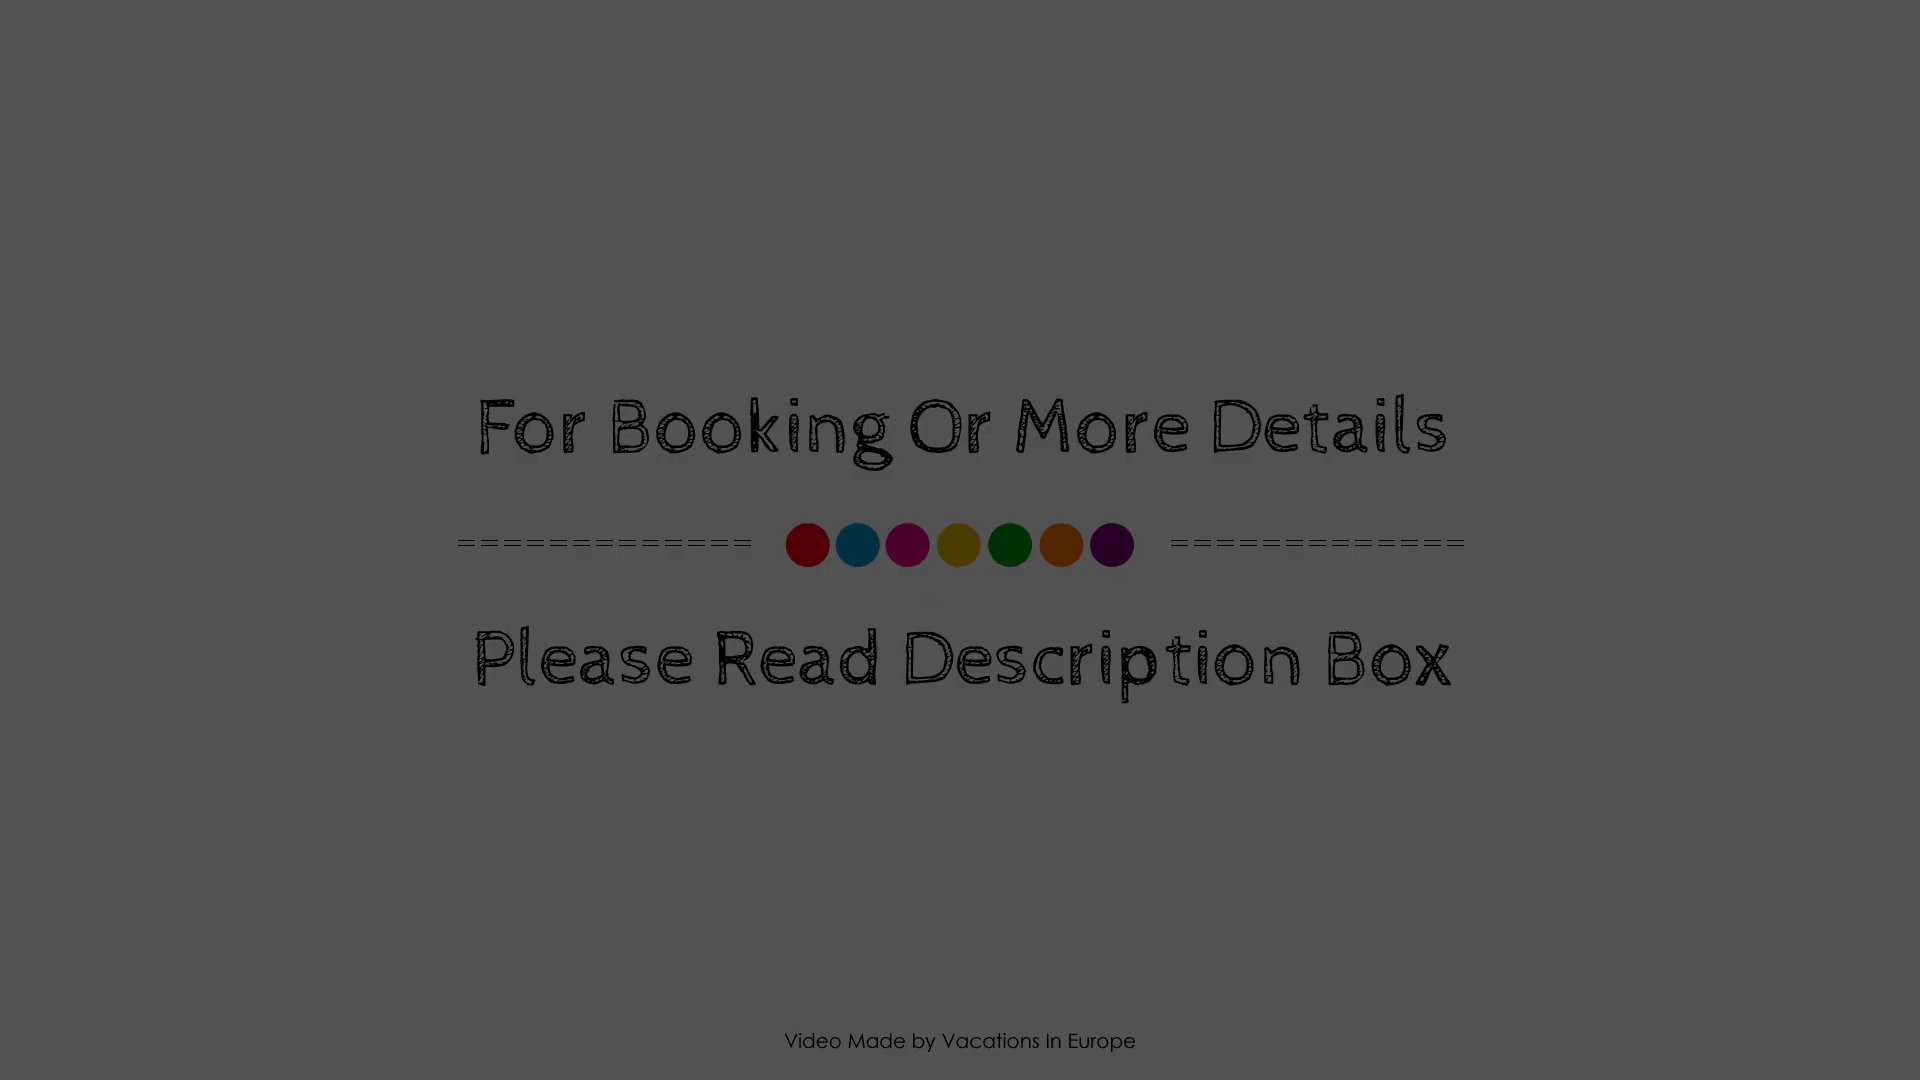 For Booking Or More Details
============= =============
Please Read Description Box
Video Made by Vacations In Europe